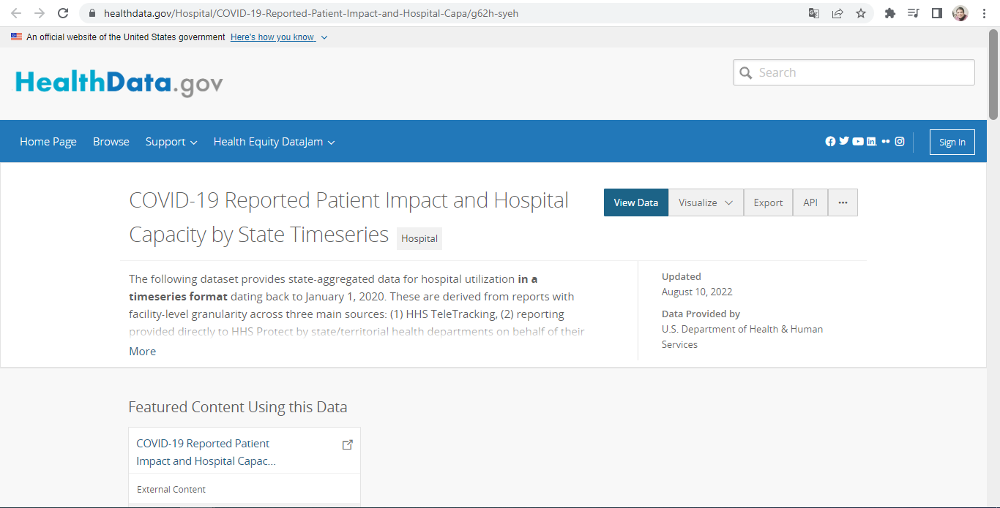 healthdata.gov/Hospital/COVID-19-Reported-Patient-Impact-and-Hospital-Capa/g62h-syeh
An official website of the United States government Here's how you know
HealthData.gov
Search
Home Page Browse Support Health Equity DataJam Sign In
COVID-19 Reported Patient Impact and Hospital
Capacity by State Timeseries Hospital
View Data Visualize Export API
The following dataset provides state-aggregated data for hospital utilization in a
timeseries format dating back to January 1, 2020. These are derived from reports with
facility-level granularity across three main sources: (1) HHS TeleTracking, (2) reporting
provided directly to HHS Protect by state/territorial health departments on behalf of their
More
Updated
August 10, 2022
Data Provided by
U.S. Department of Health & Human
Services
Featured Content Using this Data
COVID-19 Reported Patient
Impact and Hospital Capac...
External Content